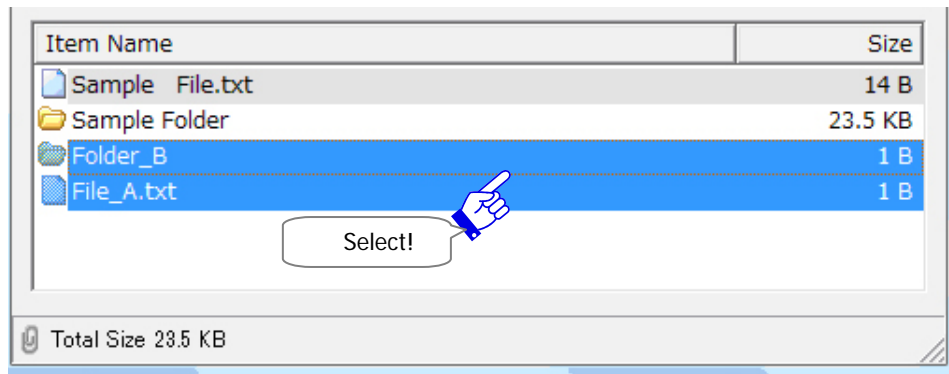 Item Name Size
Sample File.txt 14 B
Sample Folder 23.5 KB
Folder_B 1 B
File_A.txt 1 B
Select!
Total Size 23.5 KB